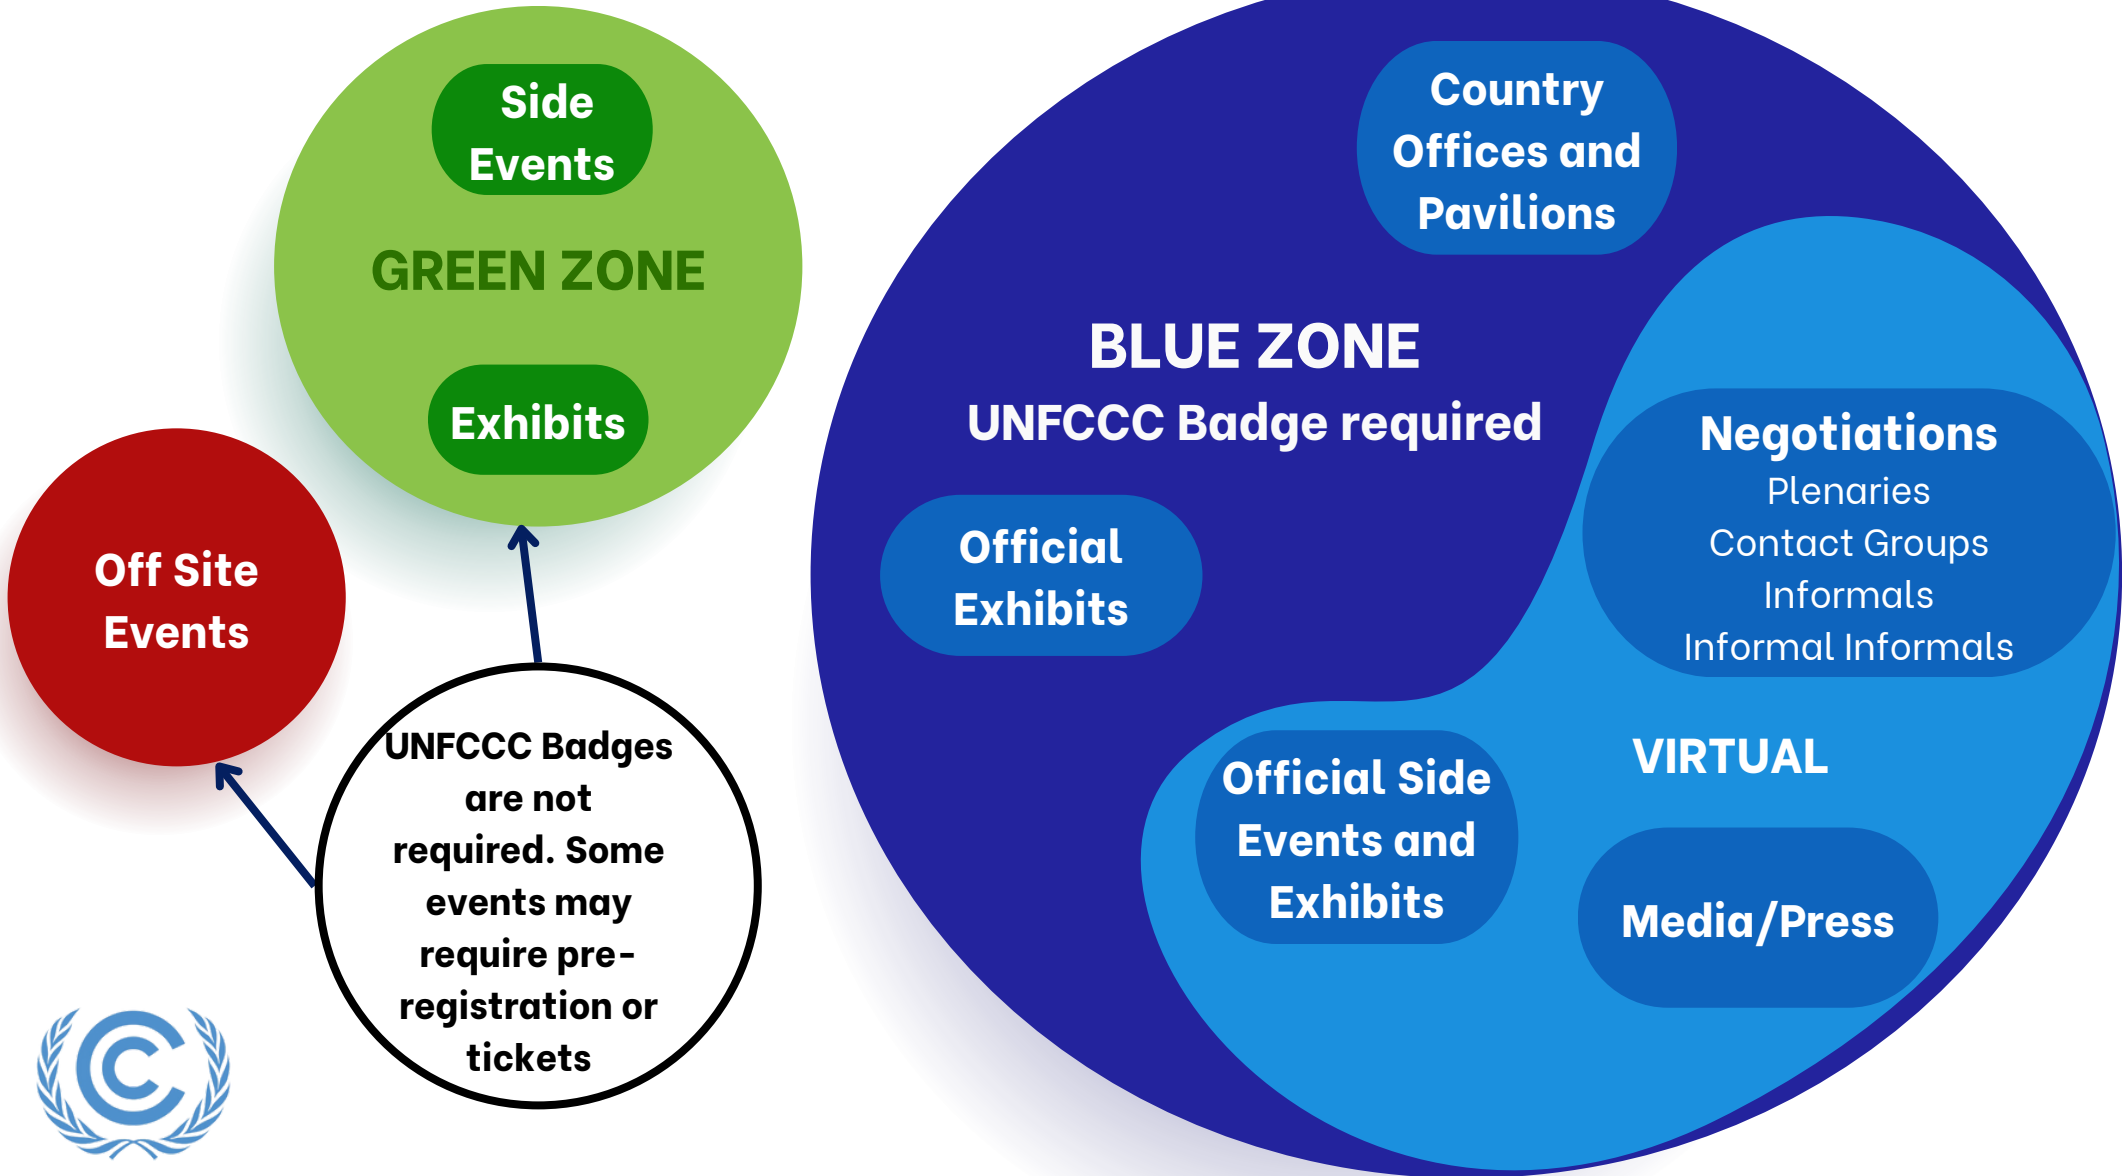 Side
Events
GREEN ZONE
Exhibits
Off Site
Events
UNFCCC Badges
are not
required. Some
events may
require pre-
registration or
tickets
Country
Offices and
Pavilions
BLUE ZONE
UNFCCC Badge required
Official
Exhibits
Negotiations
Plenaries
Contact Groups
Informals
Informal Informals
VIRTUAL
Official Side
Events and
Exhibits
Media/Press